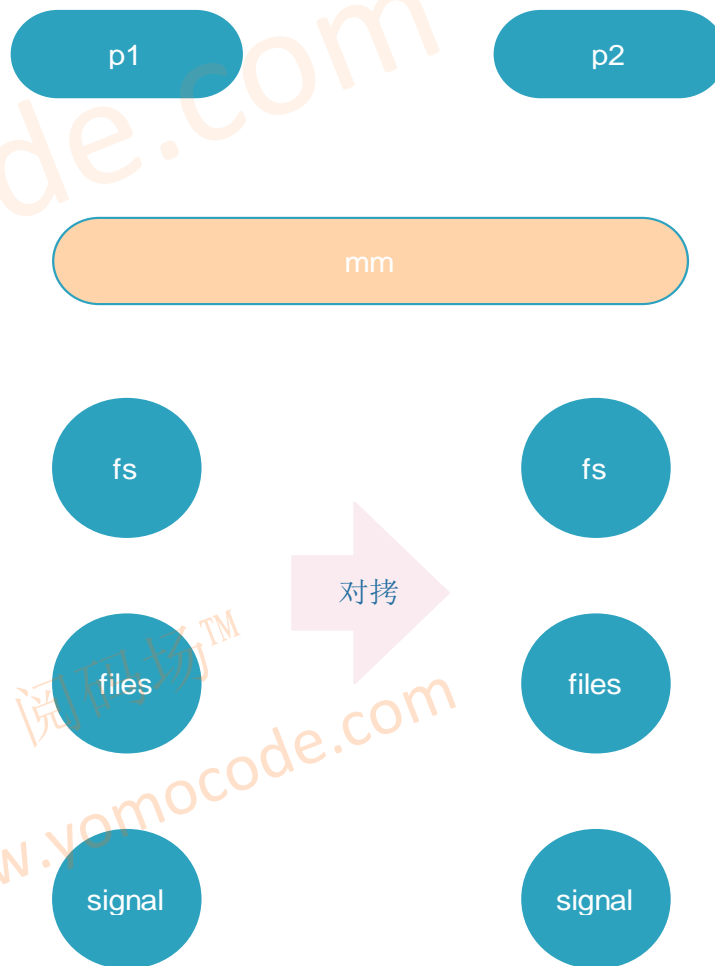 p1
p2
de.com
mm
fs
fs
对拷
阅码场™
files
files
w.yomocode.com
signal
signal